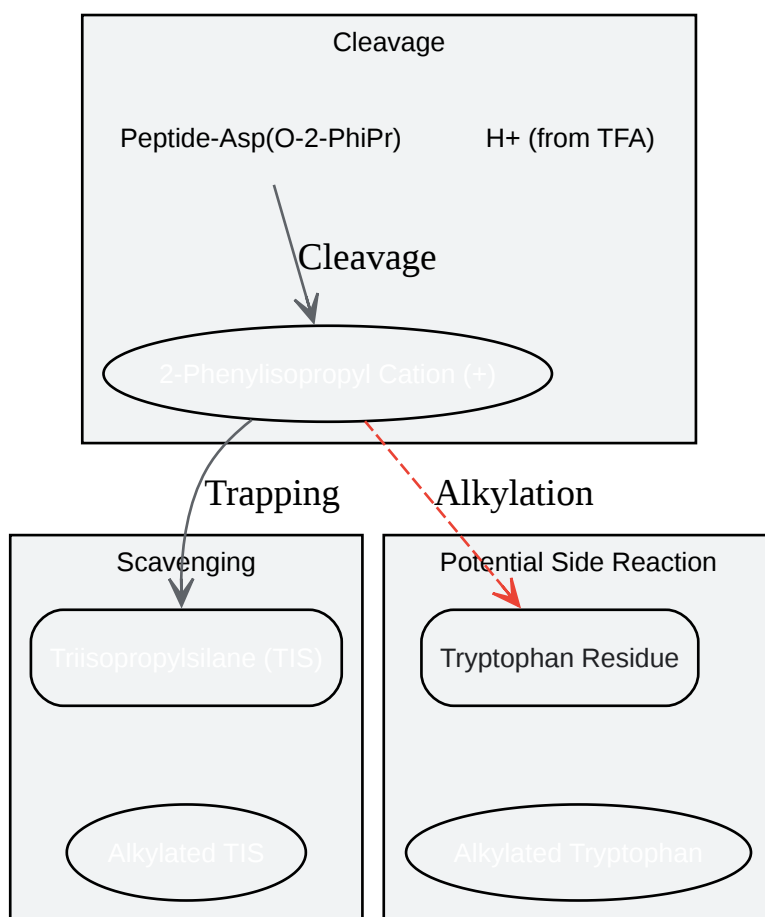 Cleavage
Peptide-Asp(O-2-PhiPr)
H+ (from TFA)
Cleavage
2-Phenylisopropyl Cation (+)
Trapping
Alkylation
Scavenging
Potential Side Reaction
Triisopropylsilane (TIS)
Tryptophan Residue
Alkylated TIS
Alkylated Tryptophan